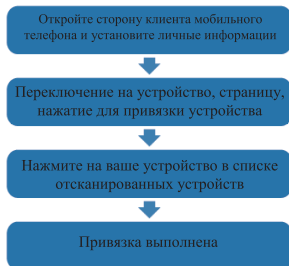 Откройте сторону клиента мобильного
телефона и установите личные информации
Переключение на устройство, страницу,
нажатие для привязки устройства
Нажмите на ваше устройство в списке
отсканированных устройств
Привязка выполнена